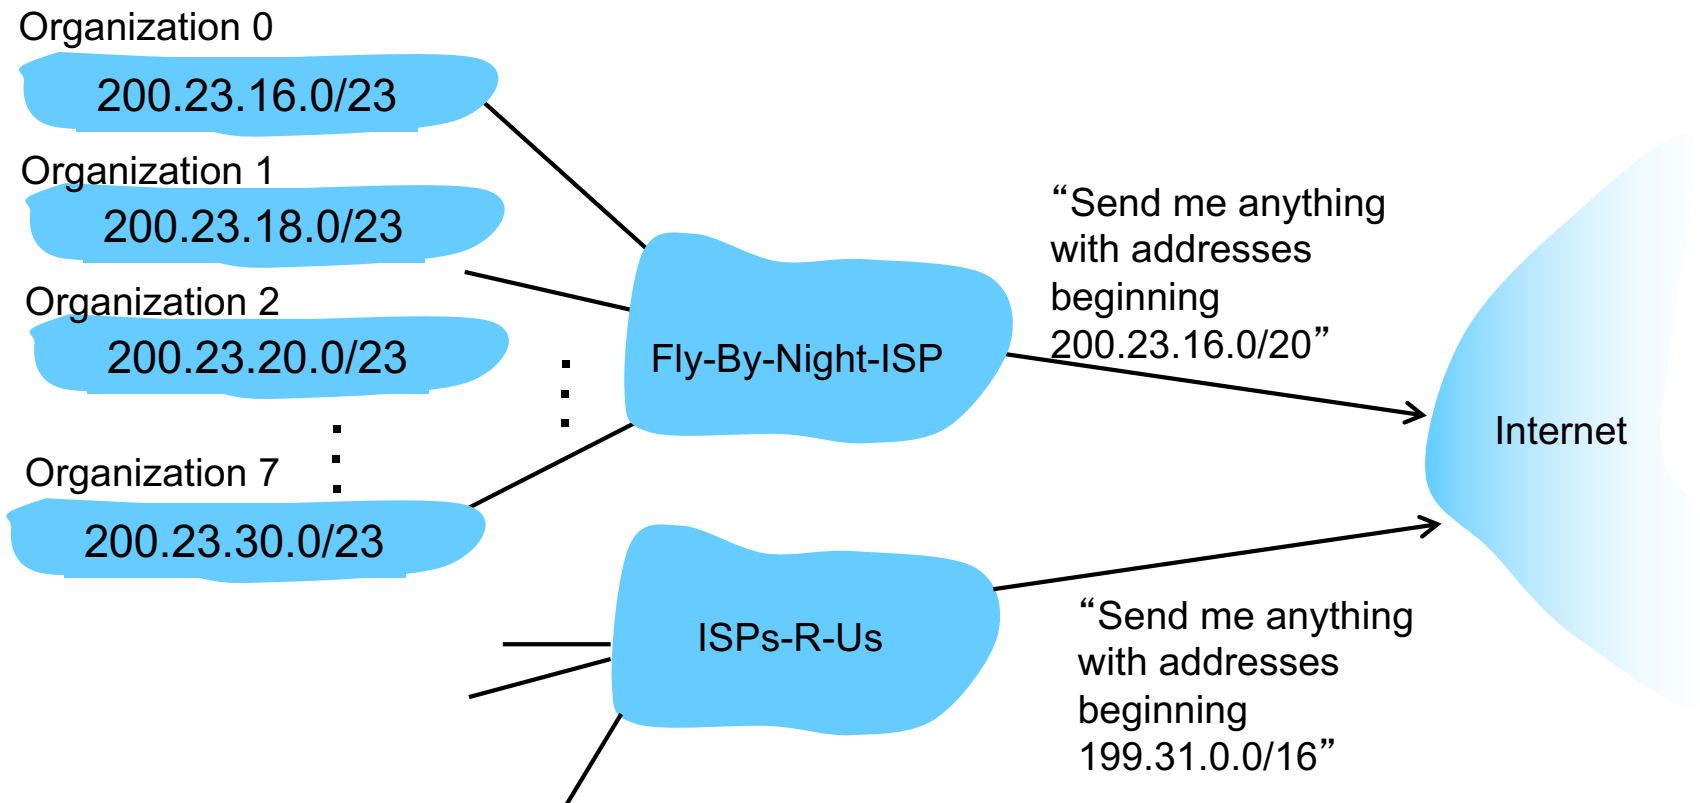 Organization 0
200.23.16.0/23
Organization 1
200.23.18.0/23
Organization 2
200.23.20.0/23
Organization 7
200.23.30.0/23
Fly-By-Night-ISP
“Send me anything
with addresses
beginning
200.23.16.0/20”
Internet
ISPs-R-Us
“Send me anything
with addresses
beginning
199.31.0.0/16”